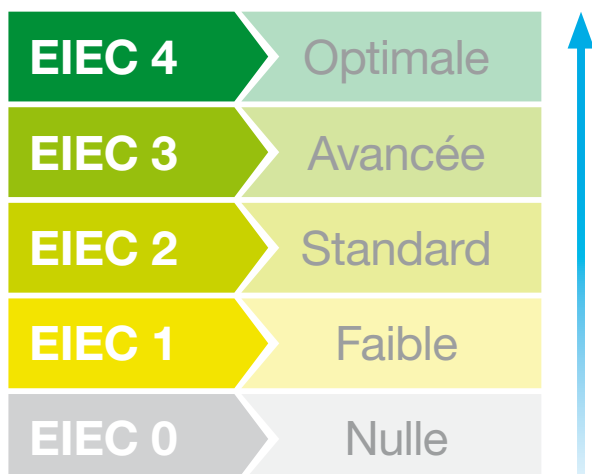 EIEC 4 Optimale
EIEC 3 Avancée
EIEC 2 Standard
EIEC 1 Faible
EIEC 0 Nulle